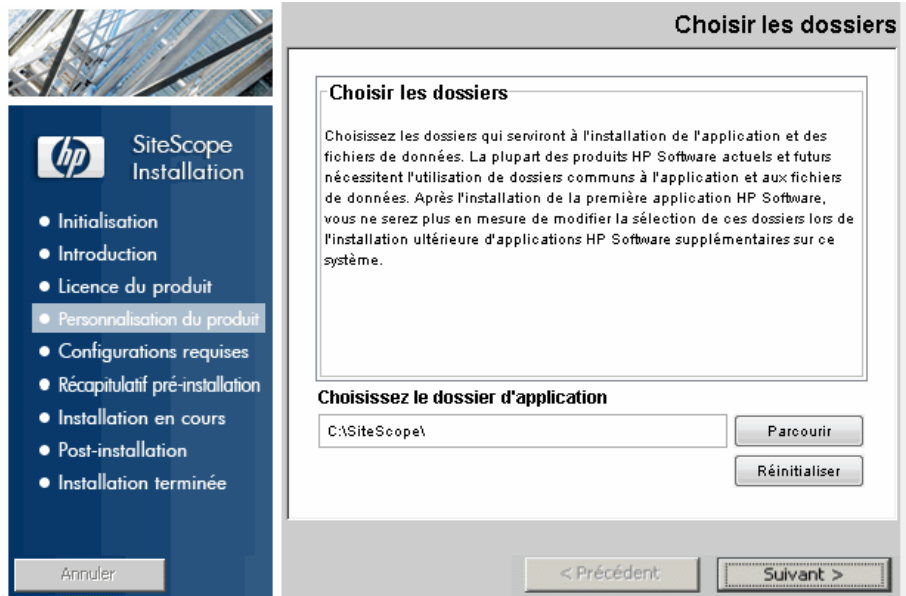 Choisir les dossiers
hp
SiteScope
Installation
Initialisation
Introduction
Licence du produit
Personnalisation du produit
Configurations requises
Récapitulatif pré-installation
Installation en cours
Post-installation
Installation terminée
Annuler
Choisir les dossiers
Choisissez les dossiers qui serviront à l'installation de l'application et des
fichiers de données. La plupart des produits HP Software actuels et futurs
nécessitent l'utilisation de dossiers communs à l'application et aux fichiers
de données. Après l'installation de la première application HP Software,
vous ne serez plus en mesure de modifier la sélection de ces dossiers lors de
l'installation ultérieure d'applications HP Software supplémentaires sur ce
système.
Choisissez le dossier d'application
C:\SiteScope\
Parcourir
Réinitialiser
< Précédent
Suivant >